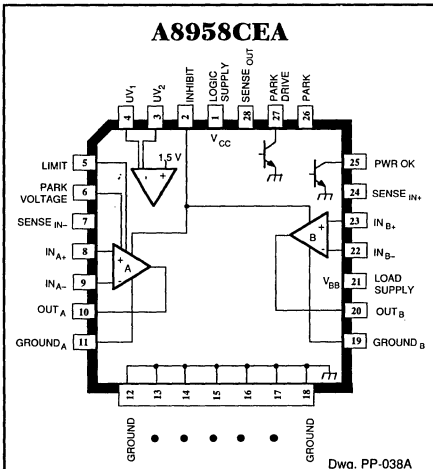 A8958CEA
UV1
UV2
INHIBIT
LOGIC SUPPLY
SENSE OUT
PARK DRIVE
PARK
4
3
2
1
28
27
26
VCC
1.5 V
- +
LIMIT
5
PARK VOLTAGE
6
SENSE IN–
7
INA+
8
INA–
9
OUTA
10
GROUNDA
11
+
A
-
25
PWR OK
24
SENSE IN+
23
INB+
22
INB–
VBB
21
LOAD SUPPLY
20
OUTB
19
GROUNDB
+
B
-
12
13
14
15
16
17
18
GROUND
GROUND
Dwg. PP-038A